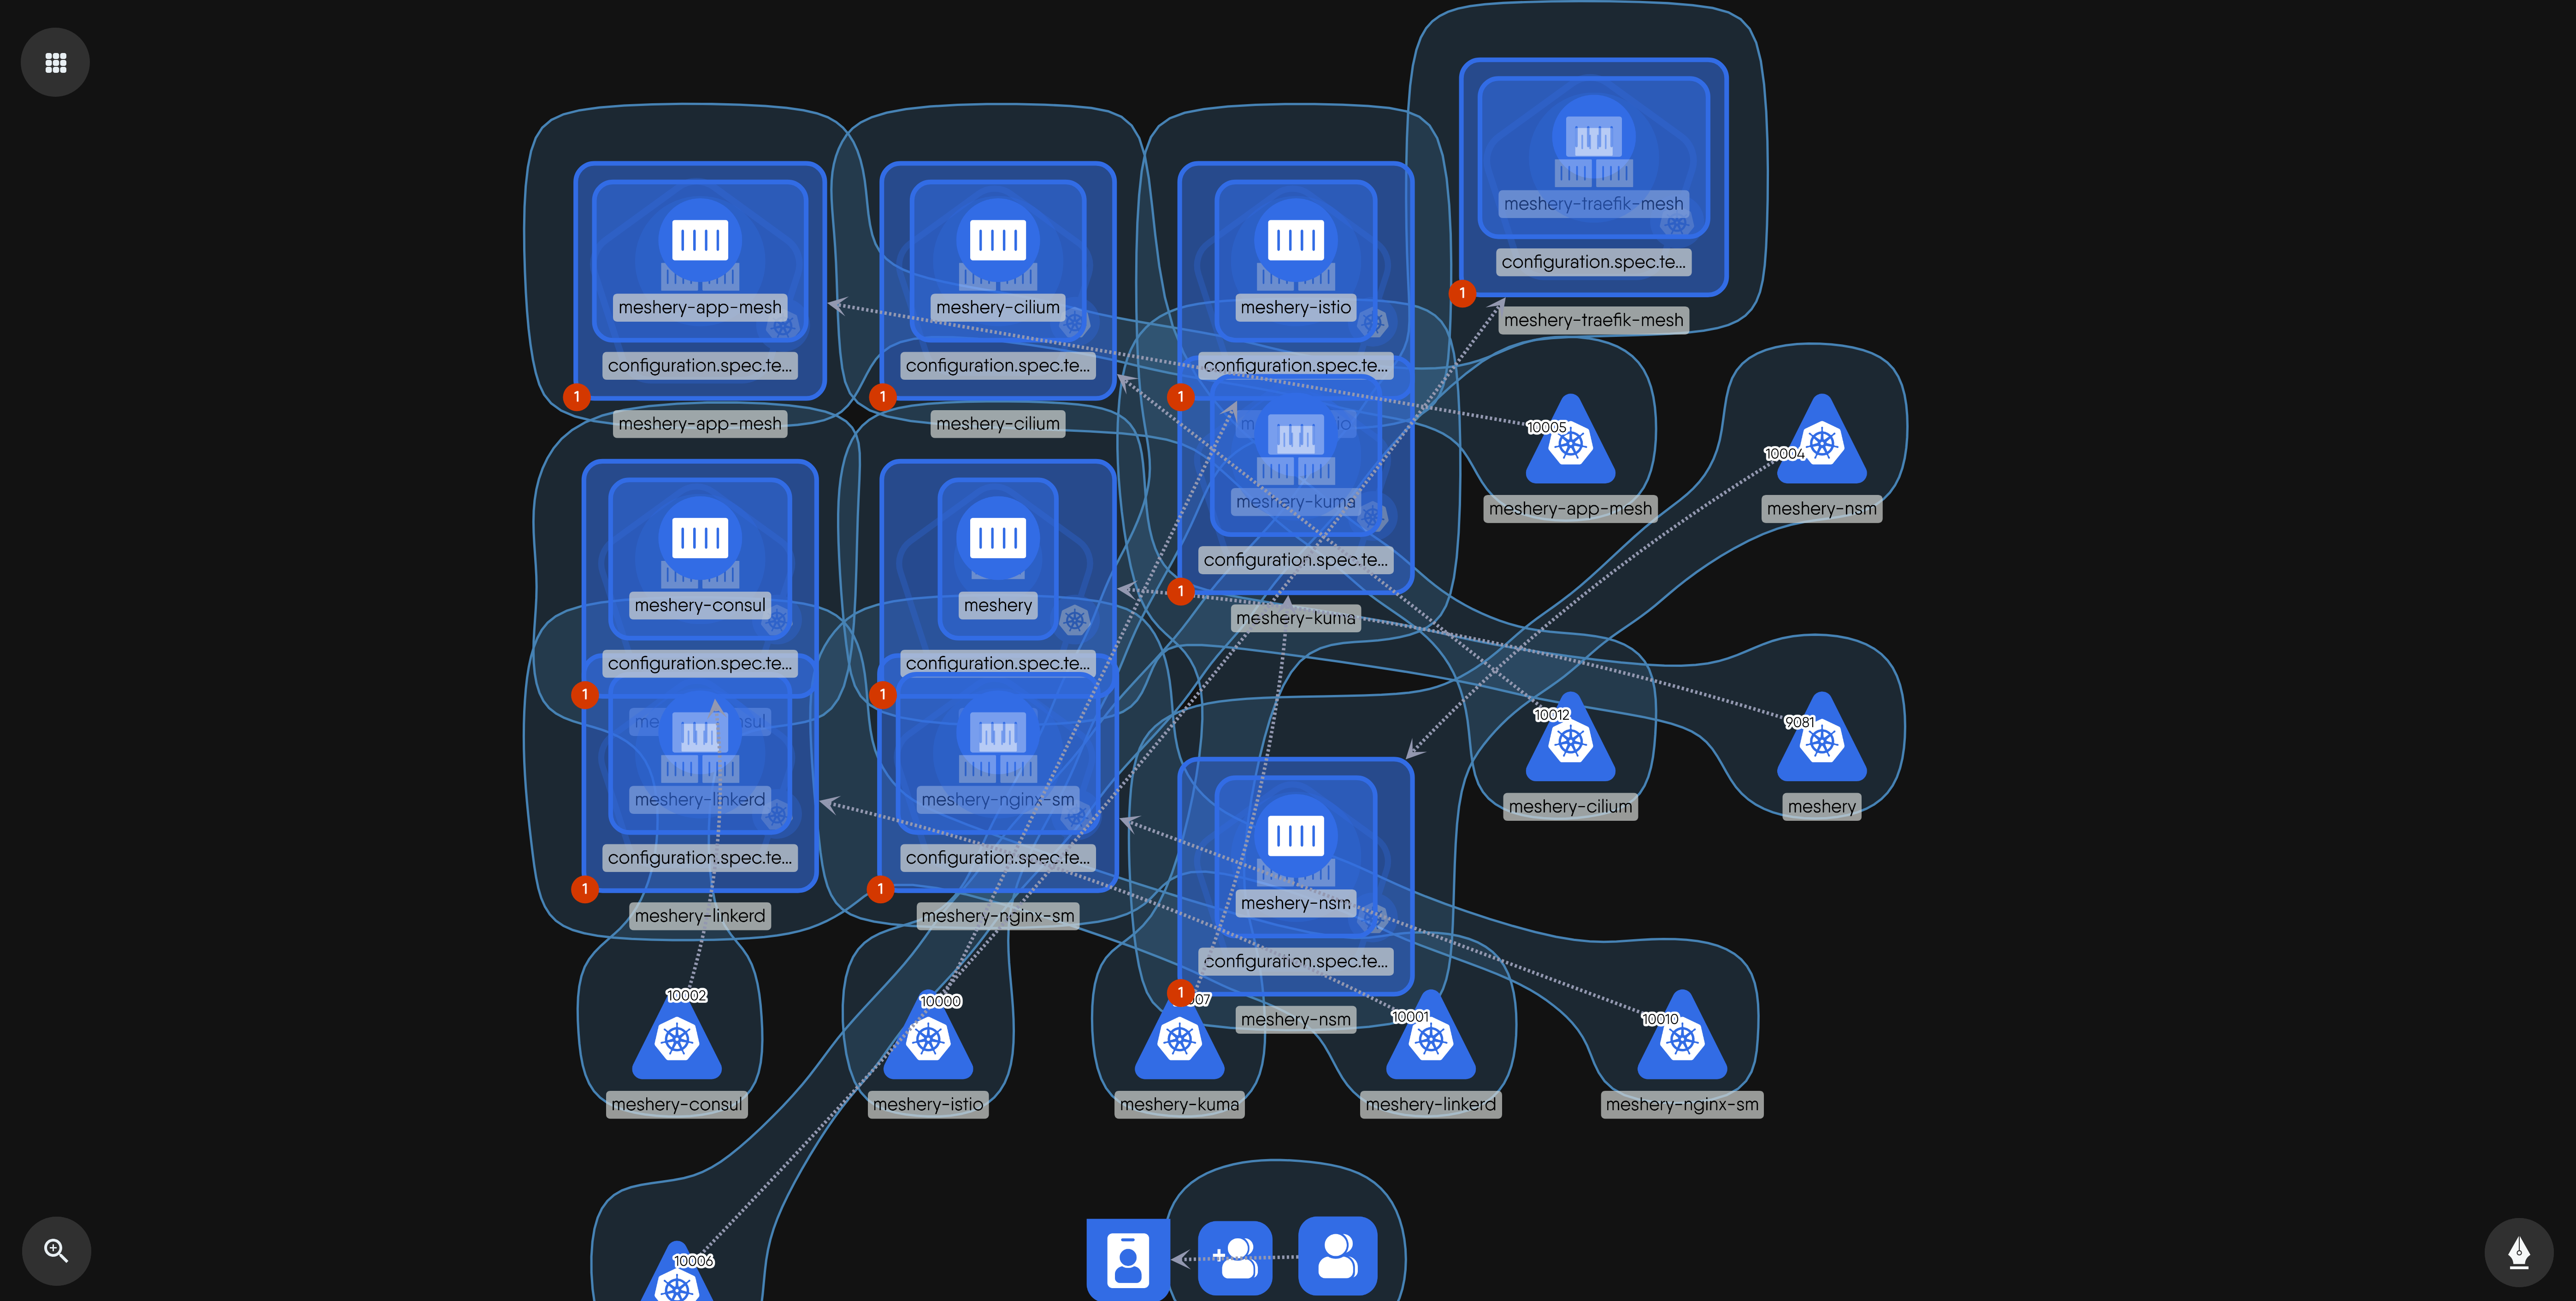 meshery-traefik-mesh
configuration.spec.te...
1
meshery-traefik-mesh
meshery-app-mesh
configuration.spec.te...
1
meshery-app-mesh
meshery-cilium
configuration.spec.te...
1
meshery-cilium
meshery-istio
configuration.spec.te...
1
meshery-kuma
configuration.spec.te...
1
meshery-kuma
10005
meshery-app-mesh
10004
meshery-nsm
meshery-consul
configuration.spec.te...
1
meshery
configuration.spec.te...
1
meshery-linkerd
configuration.spec.te...
1
meshery-linkerd
meshery-nginx-sm
configuration.spec.te...
1
meshery-nginx-sm
10012
meshery-cilium
9081
meshery
meshery-nsm
configuration.spec.te...
1
meshery-nsm
10002
meshery-consul
10000
meshery-istio
meshery-kuma
10001
meshery-linkerd
10010
meshery-nginx-sm
10006